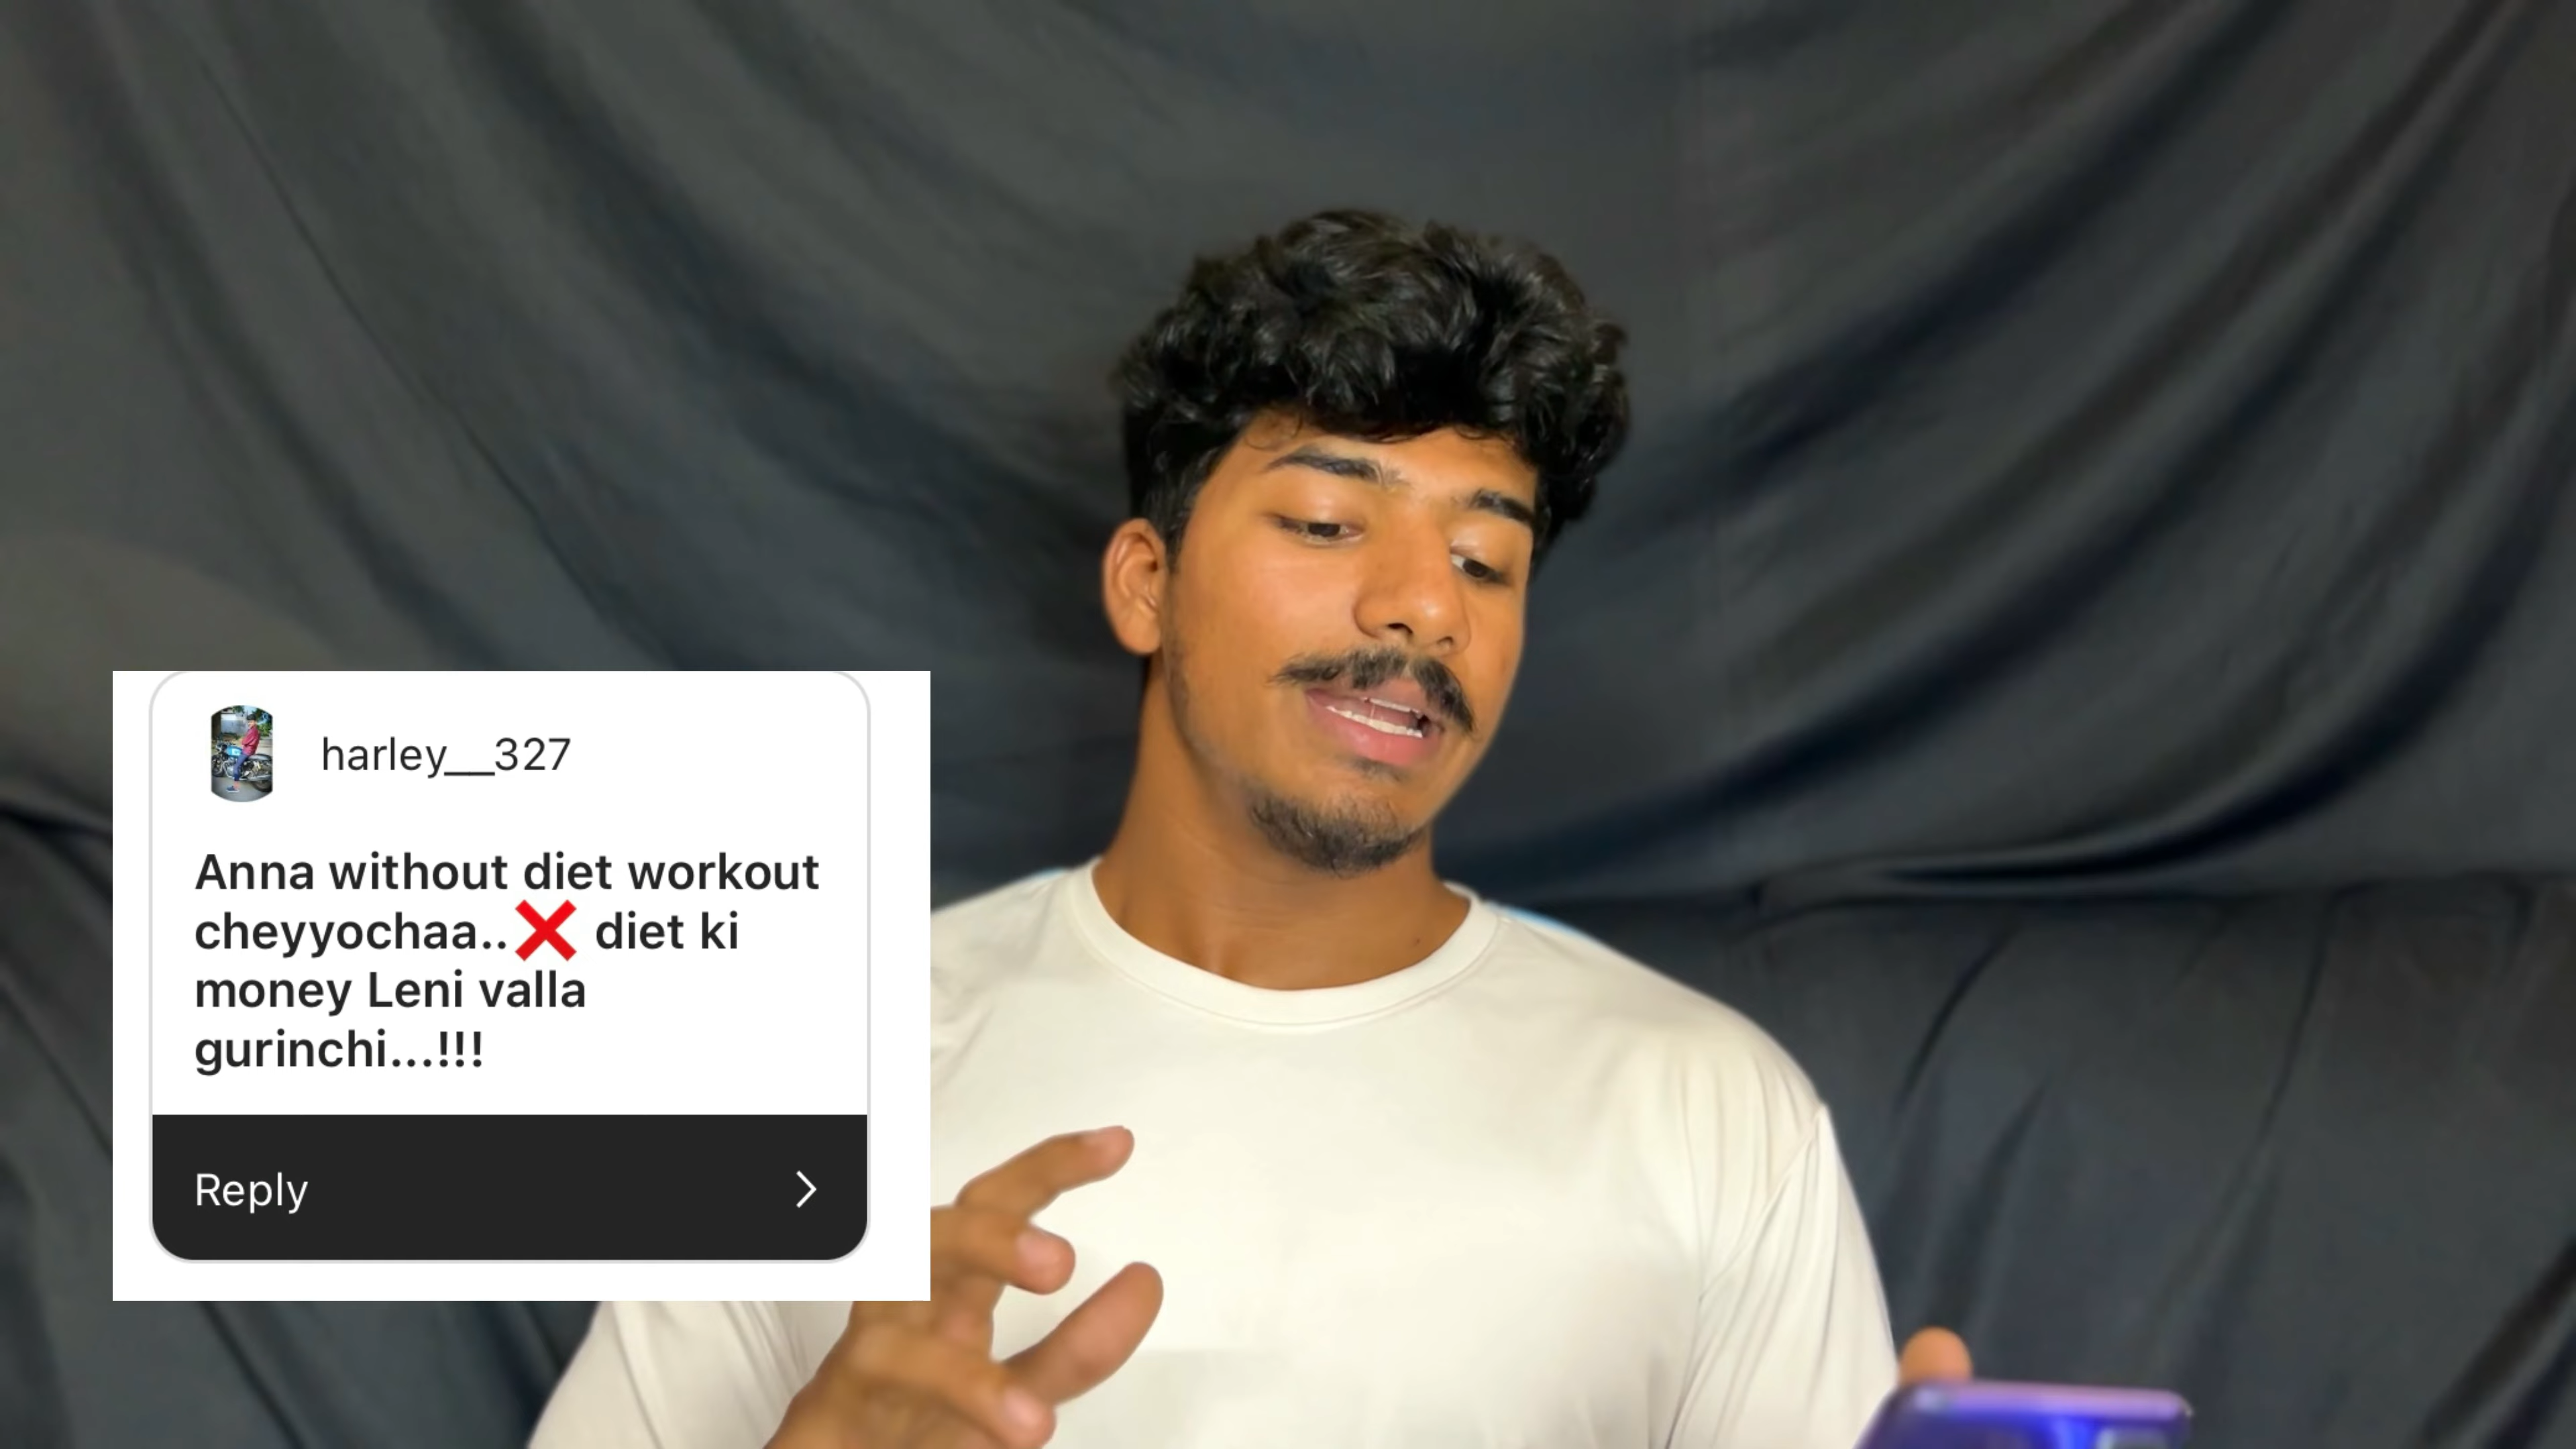 harley__327
Anna without diet workout
cheyyochaa..❌ diet ki
money Leni valla
gurinchi...!!!
Reply